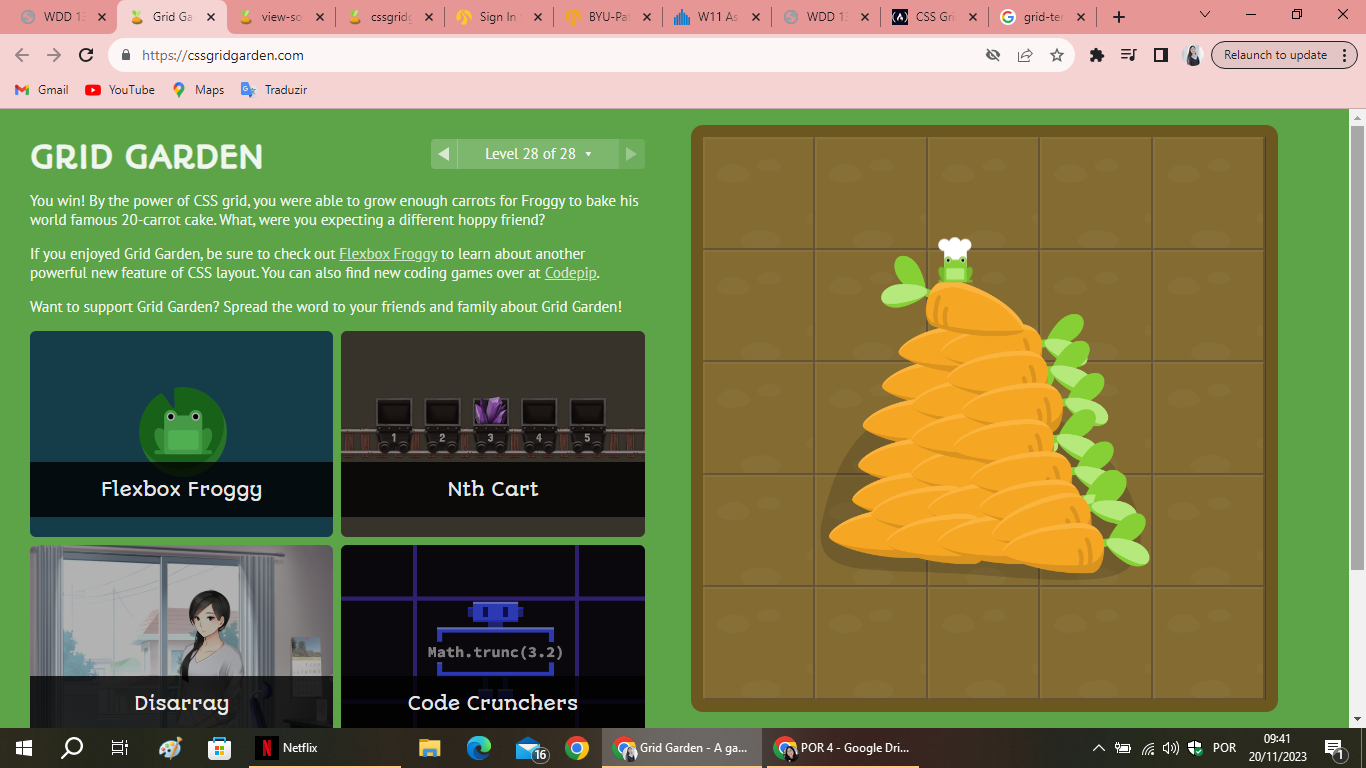 WDD 13
Grid Ga
view-so
cssgridg
Sign In
BYU-Pa
W11 As
WDD 13
CSS Gri
grid-te
https://cssgridgarden.com
Relaunch to update
Gmail
YouTube
Maps
Traduzir
GRID GARDEN
Level 28 of 28
You win! By the power of CSS grid, you were able to grow enough carrots for Froggy to bake his
world famous 20-carrot cake. What, were you expecting a different hoppy friend?
If you enjoyed Grid Garden, be sure to check out Flexbox Froggy to learn about another
powerful new feature of CSS layout. You can also find new coding games over at Codepip.
Want to support Grid Garden? Spread the word to your friends and family about Grid Garden!
Flexbox Froggy
1 2 3 4 5
Nth Cart
Disarray
Math.trunc(3.2)
Code Crunchers
Netflix
16
Grid Garden - A ga...
POR 4 - Google Dri...
POR
09:41
20/11/2023
1